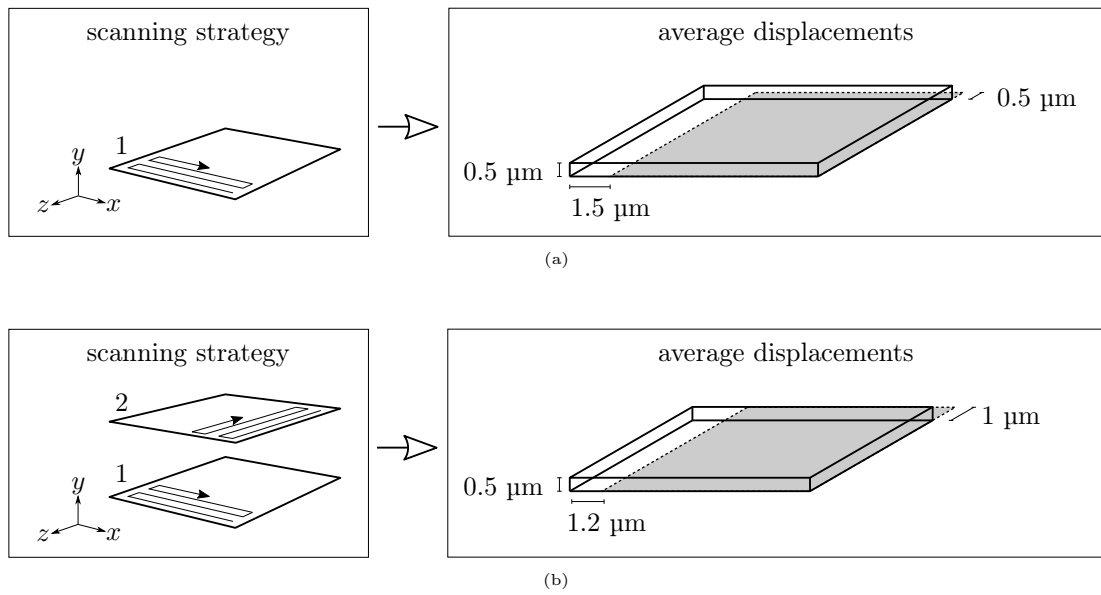 scanning strategy
average displacements
1
y
z
x
0.5 µm
0.5 µm
1.5 µm
(a)
scanning strategy
average displacements
2
1
y
z
x
1 µm
0.5 µm
1.2 µm
(b)